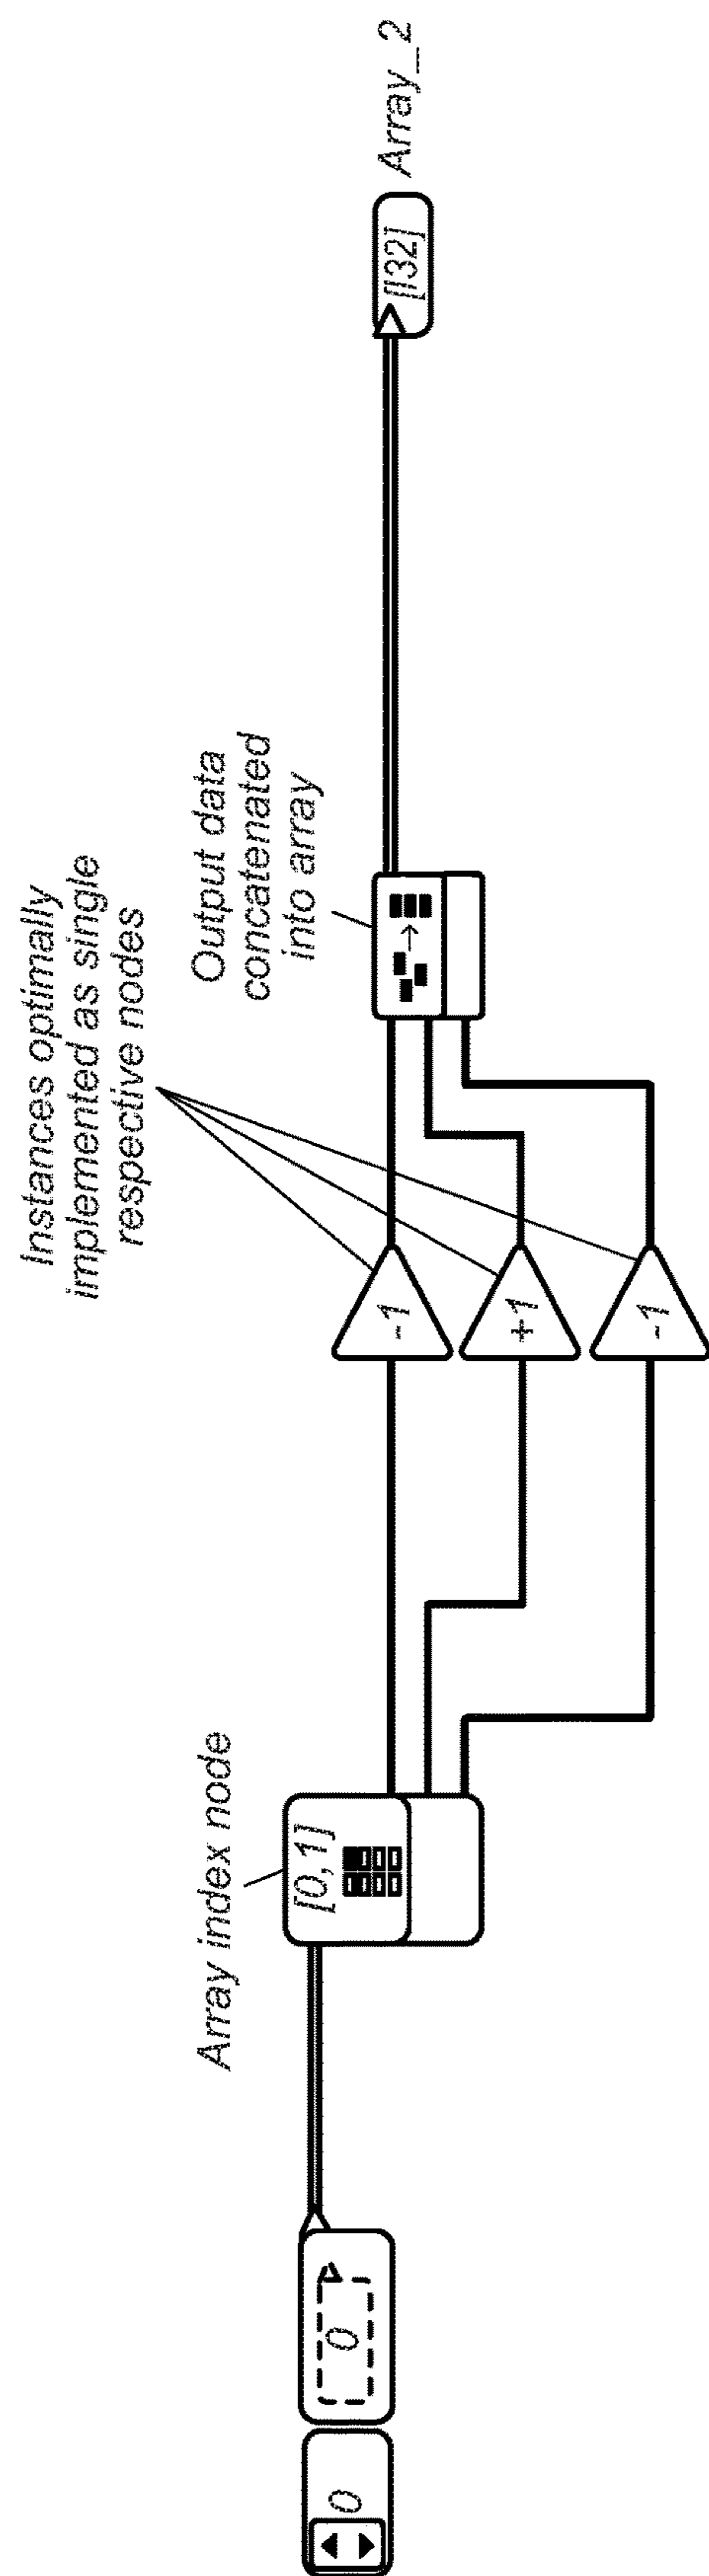 Instances optimally
implemented as single
respective nodes
Output data
concatenated
into array
Array index node
[0,1]
0
0
-1
+1
-1
[I32]
Array_2